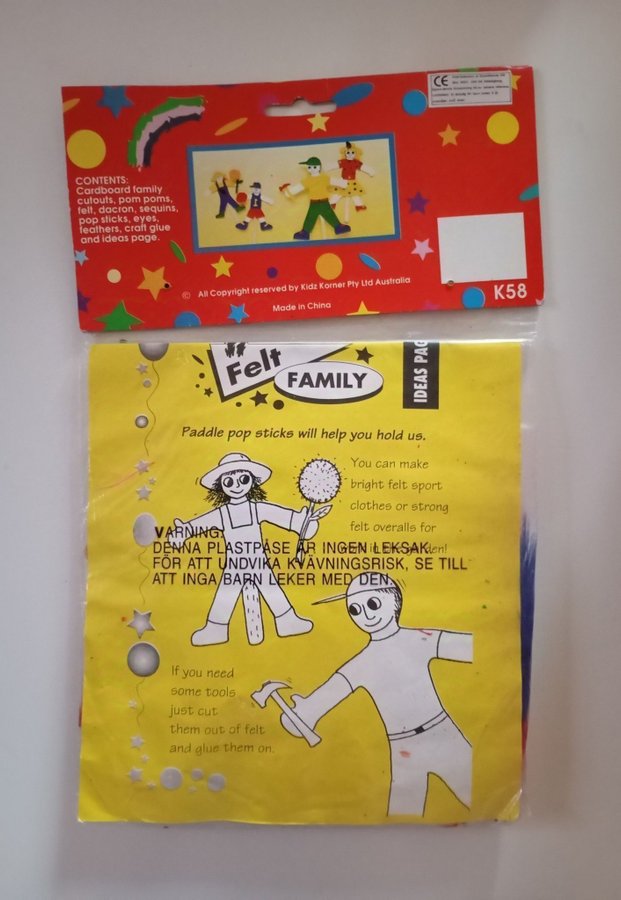 CE
CONTENTS:
Cardboard family
cutouts, pom poms,
felt, dacron, sequins,
pop sticks, eyes,
feathers, craft glue
and ideas page.
© All Copyright reserved by Kidz Korner Pty Ltd Australia
Made in China
K58
Felt
FAMILY
IDEAS PAG
Paddle pop sticks will help you hold us.
You can make
bright felt sport
clothes or strong
felt overalls for
in the garden!
VARNING:
DENNA PLASTPÅSE ÄR INGEN LEKSAK.
FÖR ATT UNDVIKA KVÄVNINGSRISK, SE TILL
ATT INGA BARN LEKER MED DEN.
If you need
some tools
just cut
them out of felt
and glue them on.